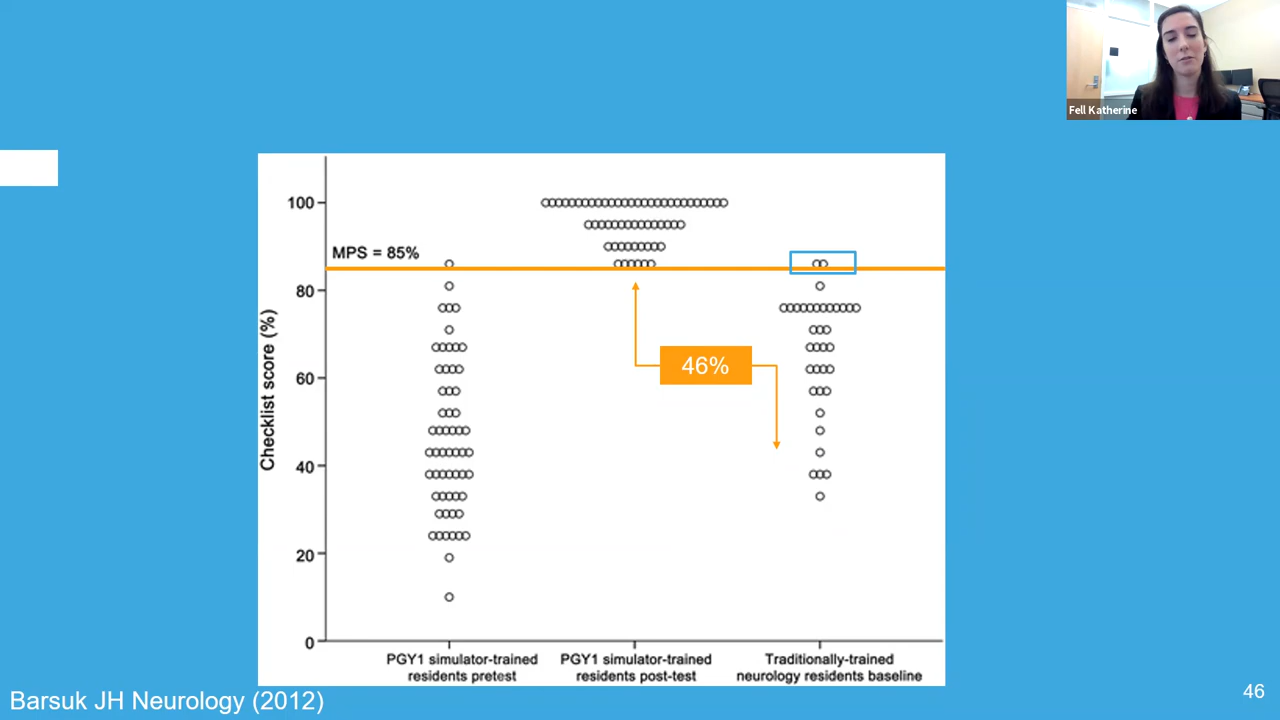 Fell Katherine
100
MPS = 85%
80
60
40
20
0
Checklist score (%)
46%
PGY1 simulator-trained
residents pretest
PGY1 simulator-trained
residents post-test
Traditionally-trained
neurology residents baseline
Barsuk JH Neurology (2012)
46